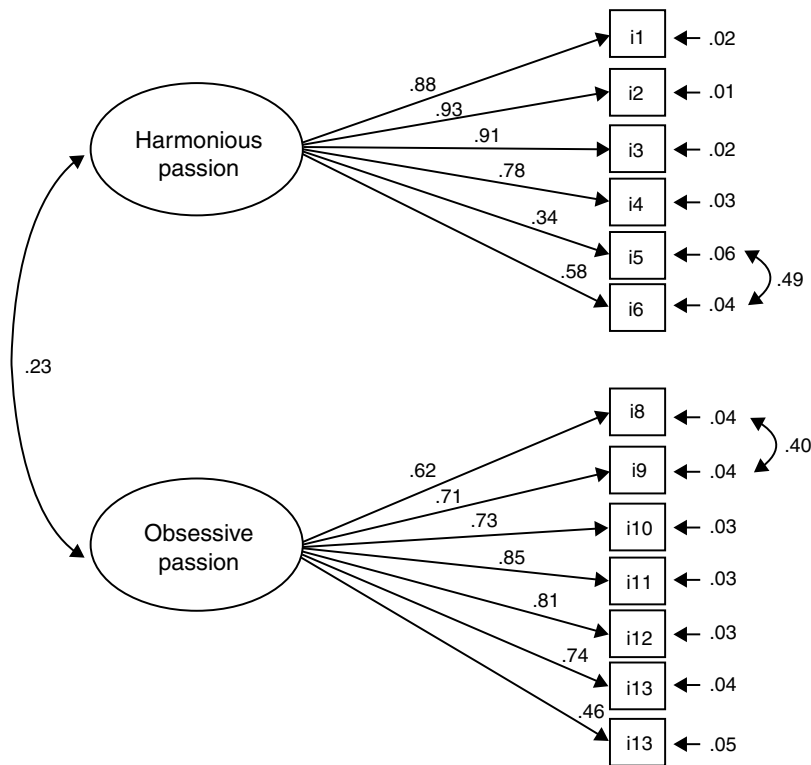 i1
.02
.88
i2
.01
.93
Harmonious
passion
.91
i3
.02
.78
i4
.03
.34
i5
.06
.49
.58
i6
.04
.23
i8
.04
.40
.62
i9
.04
.71
.73
i10
.03
Obsessive
passion
.85
i11
.03
.81
i12
.03
.74
i13
.04
.46
i13
.05